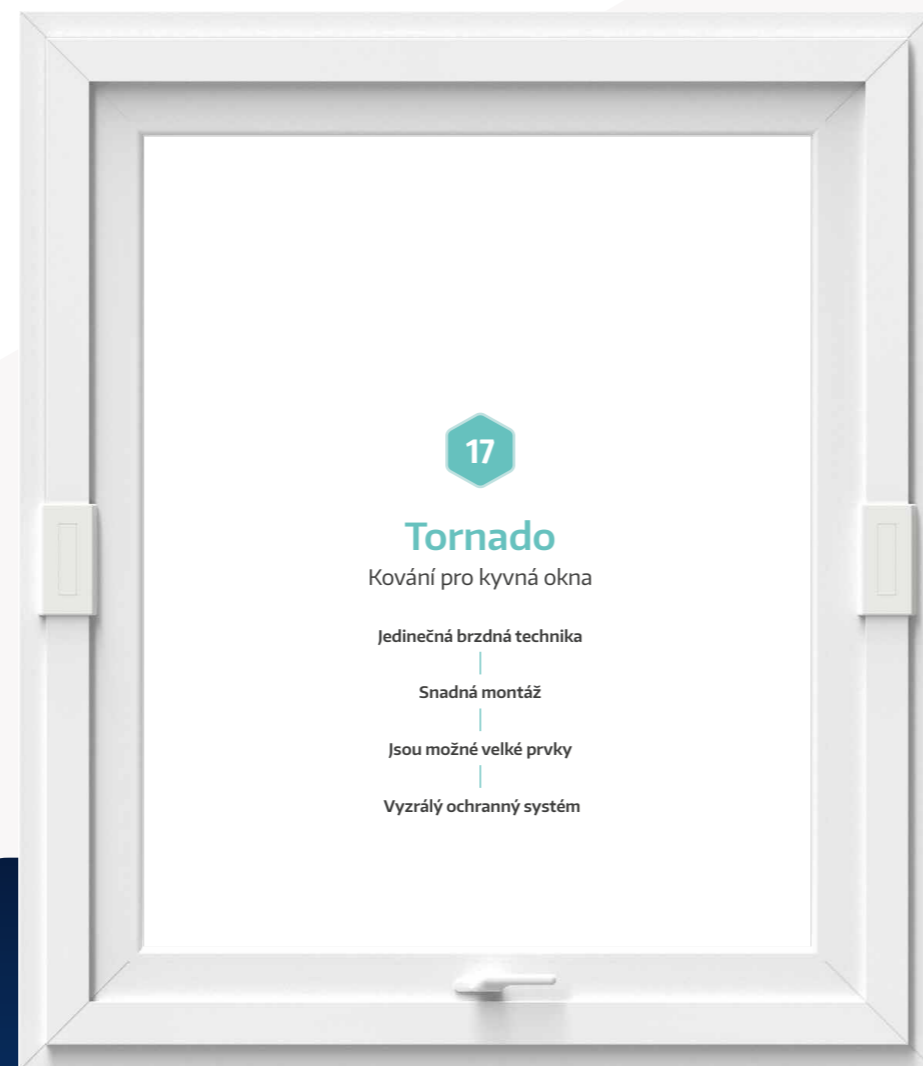 17
Tornado
Kování pro kyvná okna
Jedinečná brzdná technika
Snadná montáž
Jsou možné velké prvky
Vyzrálý ochranný systém